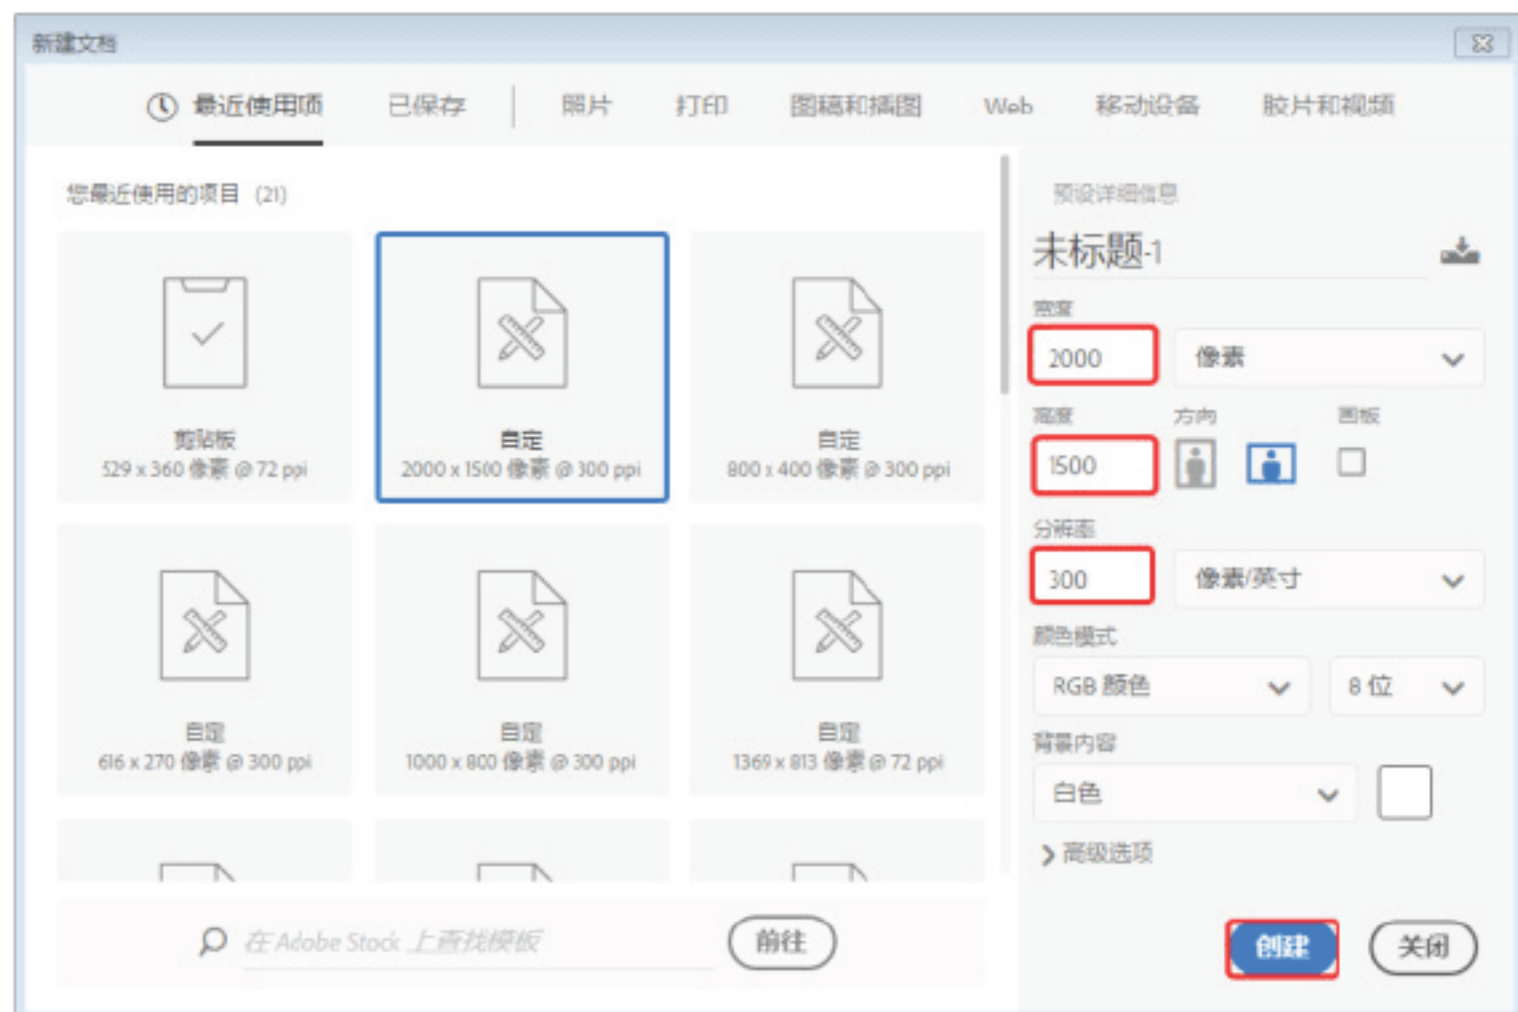 新建文档
最近使用项 已保存 照片 打印 图稿和插图 Web 移动设备 胶片和视频
您最近使用的项目 (21)
剪贴板
529 x 360 像素 @ 72 ppi
自定
2000 x 1500 像素 @ 300 ppi
自定
800 x 400 像素 @ 300 ppi
自定
616 x 270 像素 @ 300 ppi
自定
1000 x 800 像素 @ 300 ppi
自定
1369 x 813 像素 @ 72 ppi
在 Adobe Stock 上查找模板
前往
预设详细信息
未标题-1
宽度
2000 像素
高度 方向 画板
1500
分辨率
300 像素/英寸
颜色模式
RGB 颜色 8 位
背景内容
白色
高级选项
创建 关闭